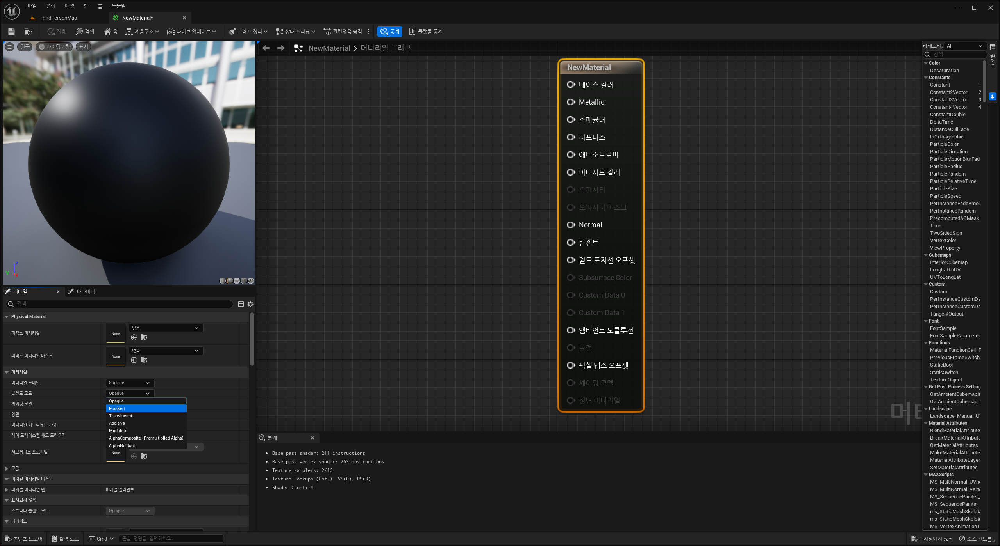 파일 편집 에셋 창 툴 도움말
ThirdPersonMap
NewMaterial*
적용 검색 홈 계층구조 라이브 업데이트 그래프 정리 상태 프리뷰 관련없음 숨김 통계 플랫폼 통계
원근 라이팅포함 표시
Z
Y
X
디테일
파라미터
검색
Physical Material
피직스 머티리얼
None
없음
피직스 머티리얼 마스크
None
없음
머티리얼
머티리얼 도메인 Surface
블렌드 모드 Opaque
셰이딩 모델
양면
머티리얼 어트리뷰트 사용
레이 트레이스된 섀도 드리우기
Opaque
Masked
Translucent
Additive
Modulate
AlphaComposite (Premultiplied Alpha)
AlphaHoldout
서브서피스 프로파일
None
고급
피지컬 머티리얼 마스크
피지컬 머티리얼 맵 8 배열 엘리먼트
표시되지 않음
스트라타 블렌드 모드 Opaque
나나이트
NewMaterial > 머티리얼 그래프
NewMaterial
베이스 컬러
Metallic
스페큘러
러프니스
애니소트로피
이미시브 컬러
오파시티
오파시티 마스크
Normal
탄젠트
월드 포지션 오프셋
Subsurface Color
Custom Data 0
Custom Data 1
앰비언트 오클루전
굴절
픽셀 뎁스 오프셋
셰이딩 모델
정면 머티리얼
통계
Base pass shader: 211 instructions
Base pass vertex shader: 263 instructions
Texture samplers: 2/16
Texture Lookups (Est.): VS(0), PS(3)
Shader Count: 4
카테고리: All
검색
팔레트
Color
Desaturation
Constants
Constant 1
Constant2Vector 2
Constant3Vector 3
Constant4Vector 4
ConstantDouble
DeltaTime
DistanceCullFade
IsOrthographic
ParticleColor
ParticleDirection
ParticleMotionBlurFad
ParticleRadius
ParticleRandom
ParticleRelativeTime
ParticleSize
ParticleSpeed
PerInstanceFadeAmou
PerInstanceRandom
PrecomputedAOMask
Time
TwoSidedSign
VertexColor
ViewProperty
Cubemaps
InteriorCubemap
LongLatToUV
UVToLongLat
Custom
Custom
PerInstanceCustomDa
PerInstanceCustomDa
TangentOutput
Font
FontSample
FontSampleParameter
Functions
MaterialFunctionCall F
PreviousFrameSwitch
StaticBool
StaticSwitch
TextureObject
Get Post Process Setting
GetAmbientCubemapIn
GetAmbientCubemapT
Landscape
Landscape_Manual_UV
Material Attributes
BlendMaterialAttribute
BreakMaterialAttribute
GetMaterialAttributes
MakeMaterialAttribute
MaterialAttributeLayer
SetMaterialAttributes
MAXScripts
MS_MultiNormal_UVno
MS_MultiNormal_Verte
MS_SequencePainter_
MS_SequencePainter_
ms_StaticMeshSkeleta
ms_StaticMeshSkeleta
MS_VertexAnimationT
콘텐츠 드로어 출력 로그 Cmd 콘솔 명령을 입력하세요. 1 저장되지 않음 소스 컨트롤